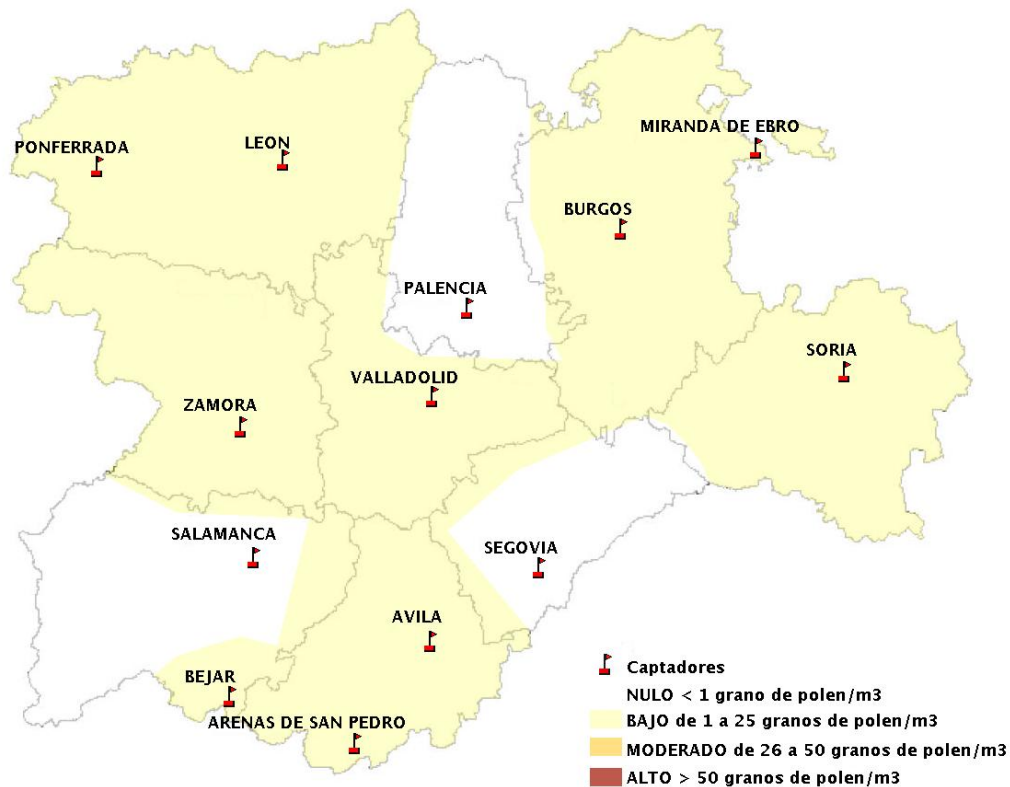 MIRANDA DE EBRO
PONFERRADA
LEON
BURGOS
PALENCIA
SORIA
VALLADOLID
ZAMORA
SALAMANCA
SEGOVIA
AVILA
BEJAR
ARENAS DE SAN PEDRO
Captadores
NULO < 1 grano de polen/m3
BAJO de 1 a 25 granos de polen/m3
MODERADO de 26 a 50 granos de polen/m3
ALTO > 50 granos de polen/m3